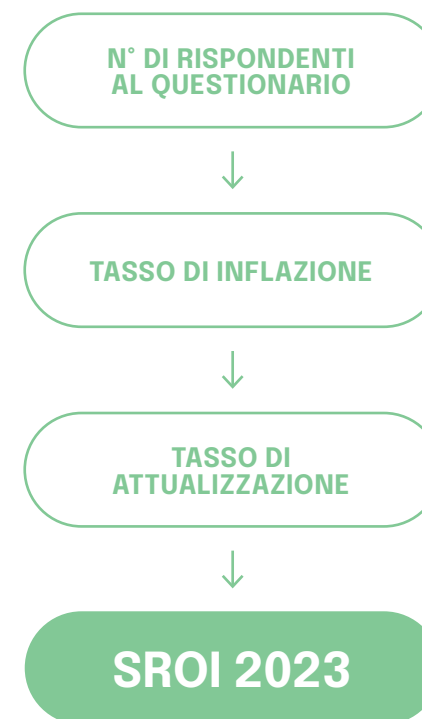 N° DI RISPONDENTI
AL QUESTIONARIO
TASSO DI INFLAZIONE
TASSO DI
ATTUALIZZAZIONE
SROI 2023